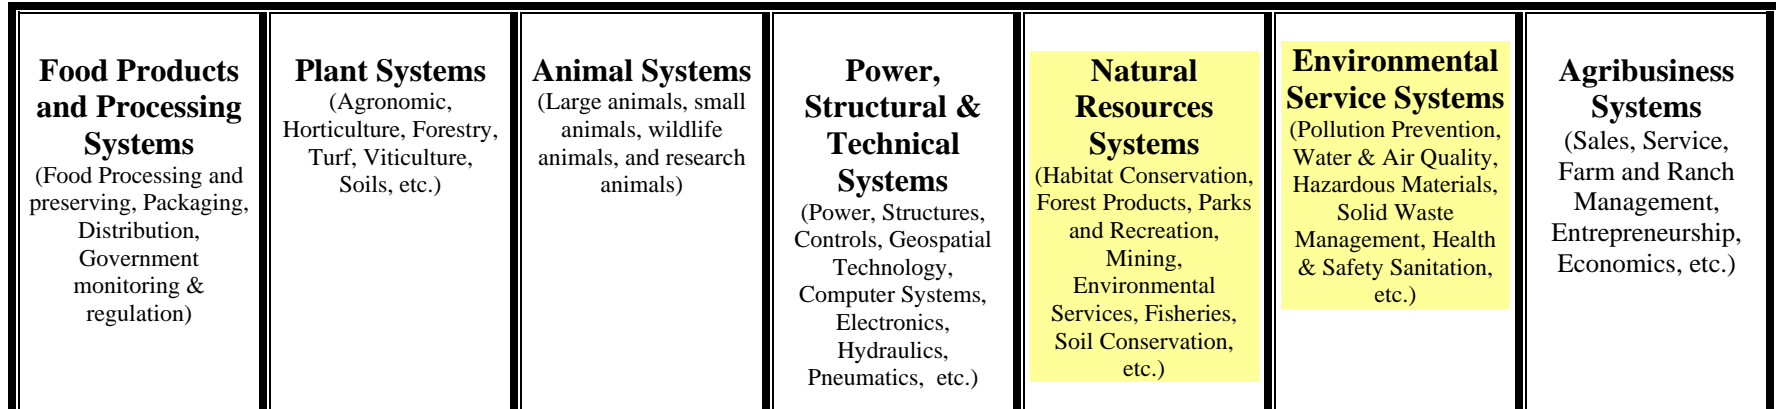 Food Products
and Processing
Systems
(Food Processing and
preserving, Packaging,
Distribution,
Government
monitoring &
regulation)
Plant Systems
(Agronomic,
Horticulture, Forestry,
Turf, Viticulture,
Soils, etc.)
Animal Systems
(Large animals, small
animals, wildlife
animals, and research
animals)
Power,
Structural &
Technical
Systems
(Power, Structures,
Controls, Geospatial
Technology,
Computer Systems,
Electronics,
Hydraulics,
Pneumatics, etc.)
Natural
Resources
Systems
(Habitat Conservation,
Forest Products, Parks
and Recreation,
Mining,
Environmental
Services, Fisheries,
Soil Conservation,
etc.)
Environmental
Service Systems
(Pollution Prevention,
Water & Air Quality,
Hazardous Materials,
Solid Waste
Management, Health
& Safety Sanitation,
etc.)
Agribusiness
Systems
(Sales, Service,
Farm and Ranch
Management,
Entrepreneurship,
Economics, etc.)